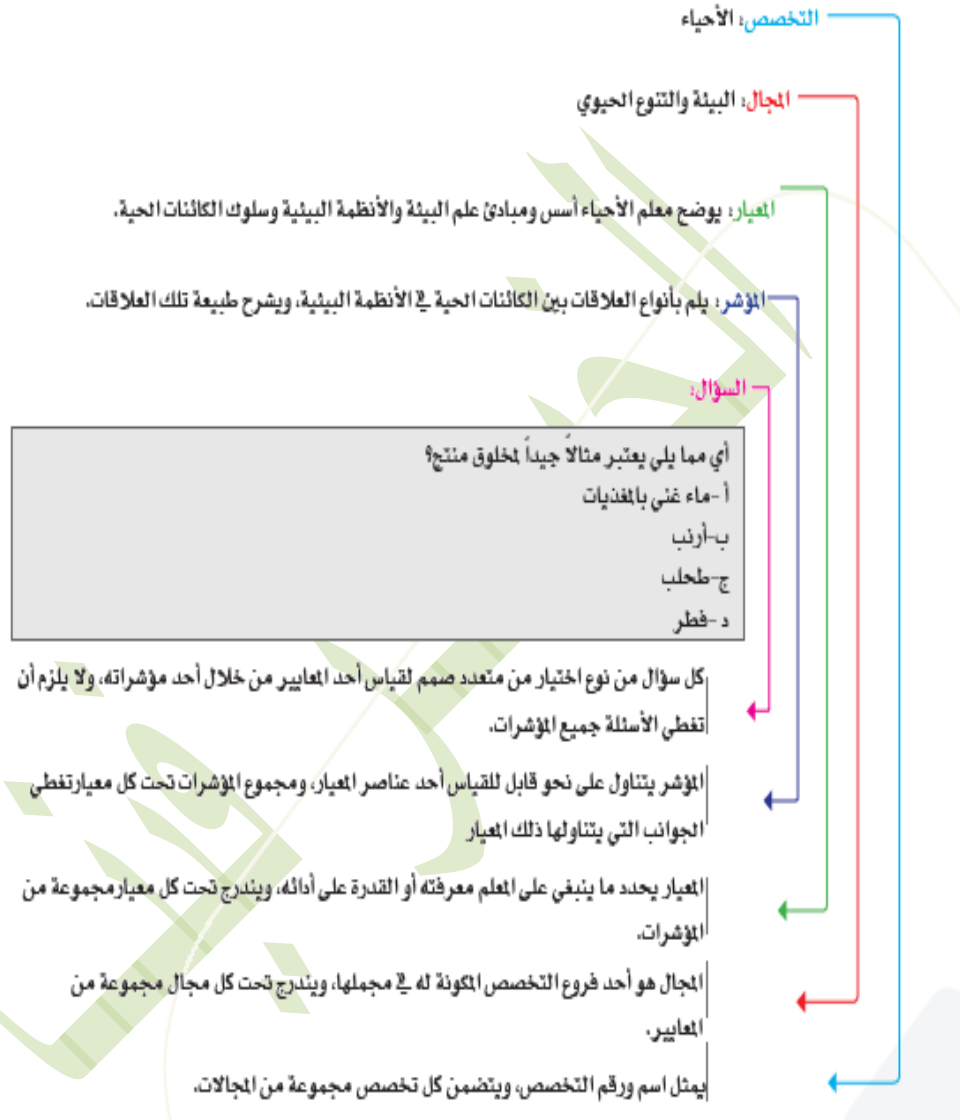 التخصص: الأحياء
المجال: البيئة والتنوع الحيوي
المعيار: يوضح معلم الأحياء أسس ومبادئ علم البيئة والأنظمة البيئية وسلوك الكائنات الحية.
المؤشر: يلم بأنواع العلاقات بين الكائنات الحية في الأنظمة البيئية، ويشرح طبيعة تلك العلاقات.
السؤال:
أي مما يلي يعتبر مثالاً جيداً لمخلوق منتج؟
أ -ماء غني بالمغذيات
ب-أرنب
ج-طحلب
د -فطر
كل سؤال من نوع اختيار من متعدد صمم لقياس أحد المعايير من خلال أحد مؤشراته، ولا يلزم أن
تغطي الأسئلة جميع المؤشرات.
المؤشر يتناول على نحو قابل للقياس أحد عناصر المعيار، ومجموع المؤشرات تحت كل معيارتغطي
الجوانب التي يتناولها ذلك المعيار
المعيار يحدد ما ينبغي على المعلم معرفته أو القدرة على أدائه، ويندرج تحت كل معيارمجموعة من
المؤشرات.
المجال هو أحد فروع التخصص المكونة له في مجملها، ويندرج تحت كل مجال مجموعة من
المعايير.
يمثل اسم ورقم التخصص، ويتضمن كل تخصص مجموعة من المجالات.